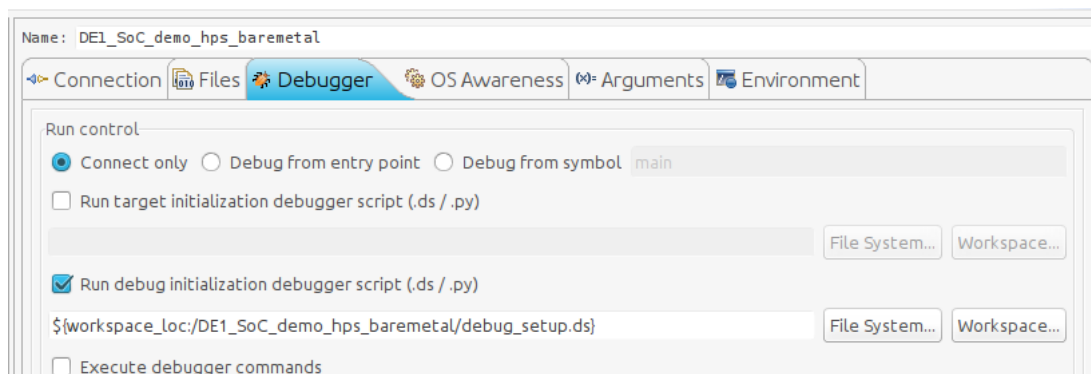 Name: DE1_SoC_demo_hps_baremetal
Connection Files Debugger OS Awareness (x)= Arguments Environment
Run control
Connect only Debug from entry point Debug from symbol main
Run target initialization debugger script (.ds / .py)
File System... Workspace...
Run debug initialization debugger script (.ds / .py)
${workspace_loc:/DE1_SoC_demo_hps_baremetal/debug_setup.ds} File System... Workspace...
Execute debugger commands